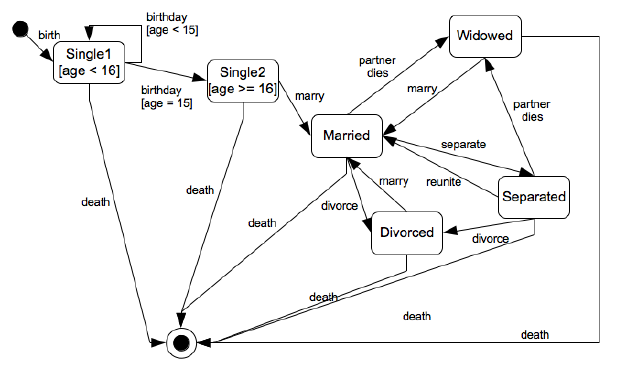 birth
birthday
[age < 15]
Single1
[age < 16]
birthday
[age = 15]
Single2
[age >= 16]
marry
Married
partner
dies
Widowed
marry
partner
dies
separate
reunite
Separated
marry
divorce
Divorced
divorce
death
death
death
death
death
death